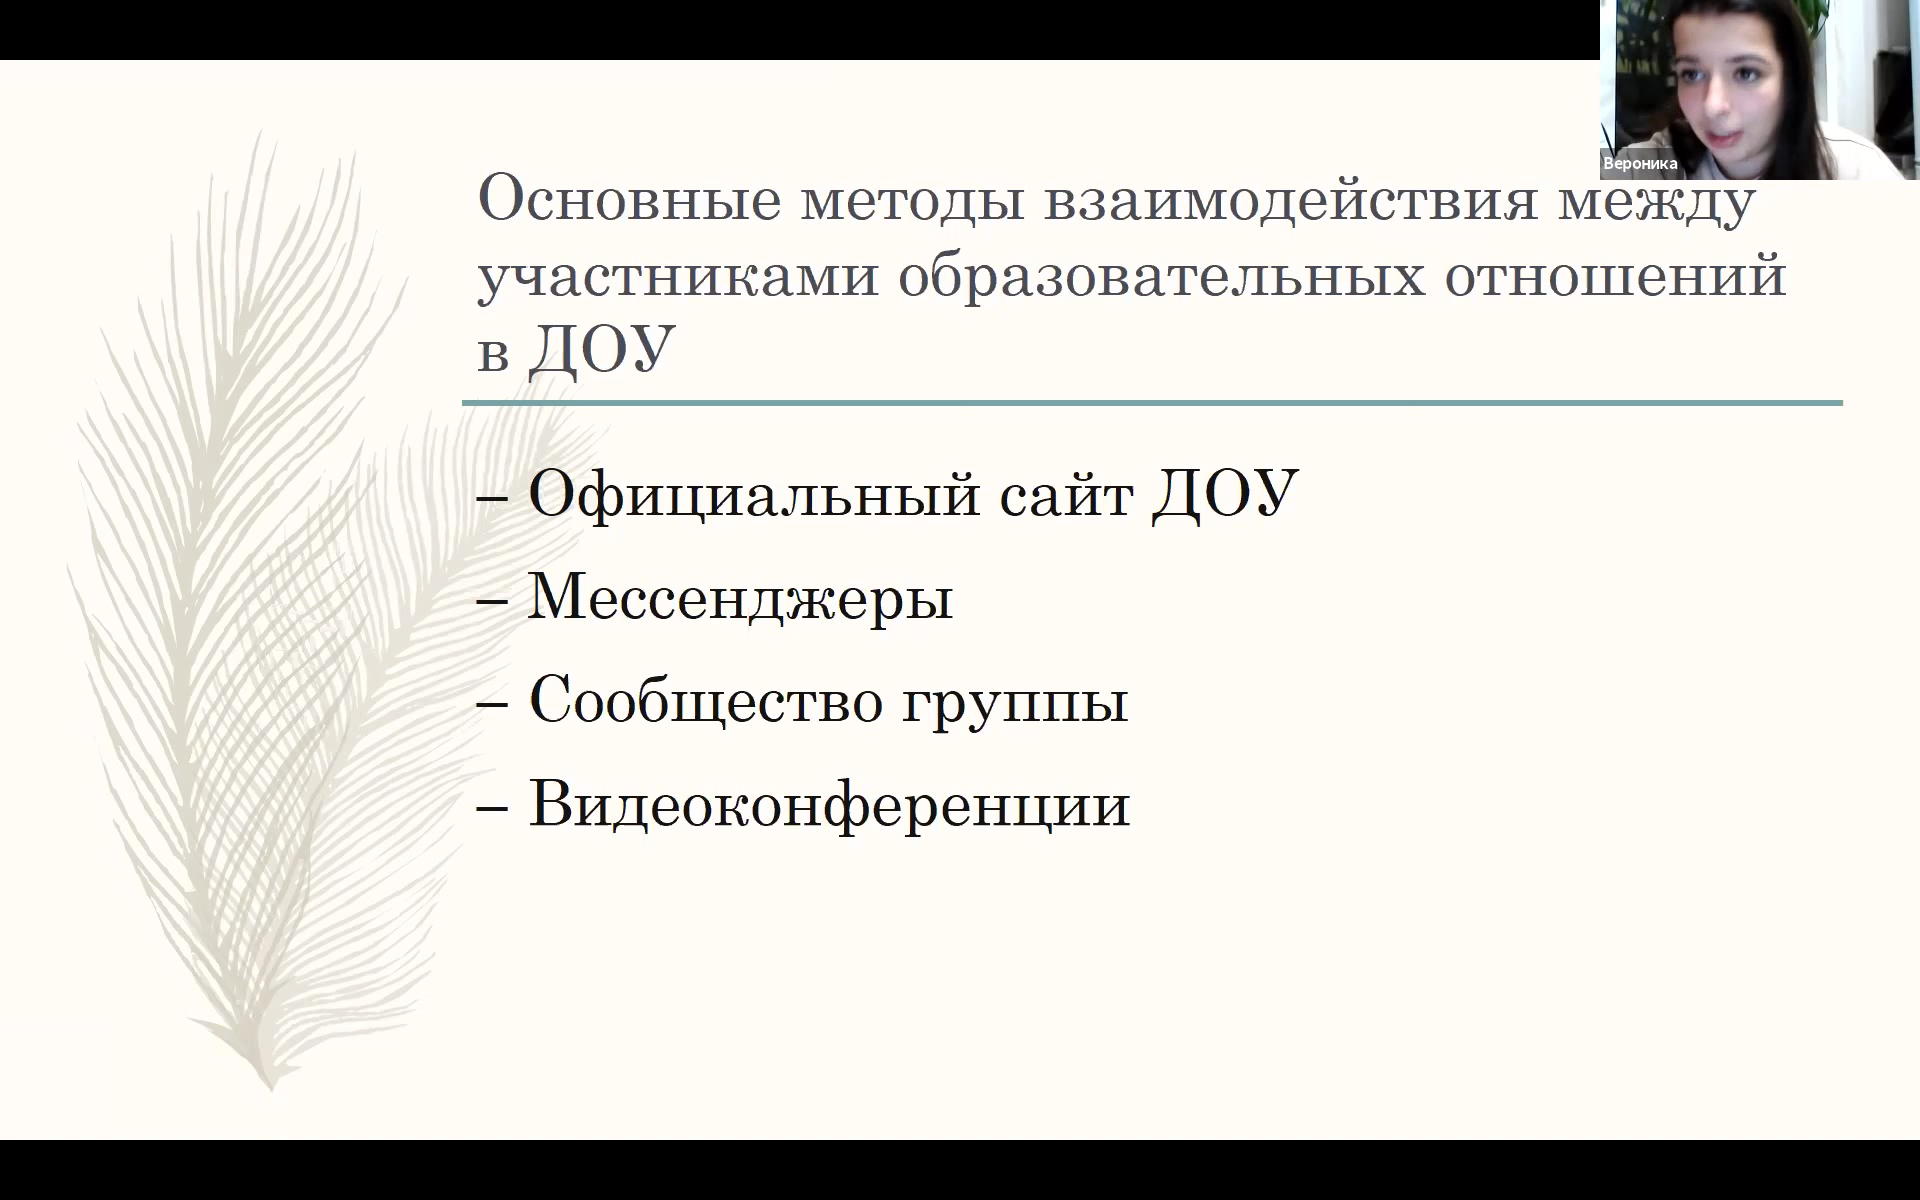 Вероника
Основные методы взаимодействия между
участниками образовательных отношений
в ДОУ
– Официальный сайт ДОУ
– Мессенджеры
– Сообщество группы
– Видеоконференции